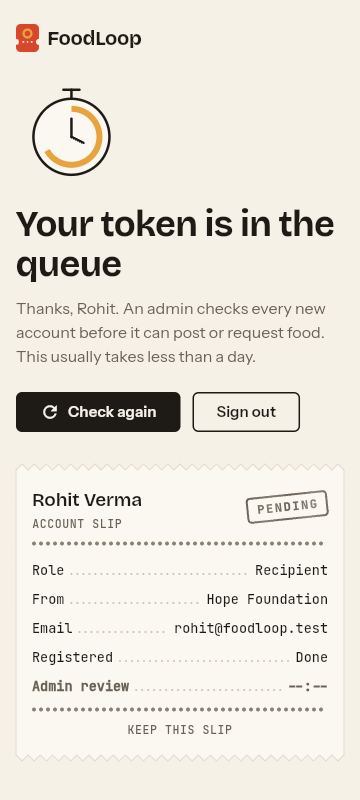 FoodLoop
Your token is in the
queue
Thanks, Rohit. An admin checks every new
account before it can post or request food.
This usually takes less than a day.
Check again Sign out
Rohit Verma
PENDING
ACCOUNT SLIP
Role Recipient
From Hope Foundation
Email rohit@foodloop.test
Registered Done
Admin review --:--
KEEP THIS SLIP